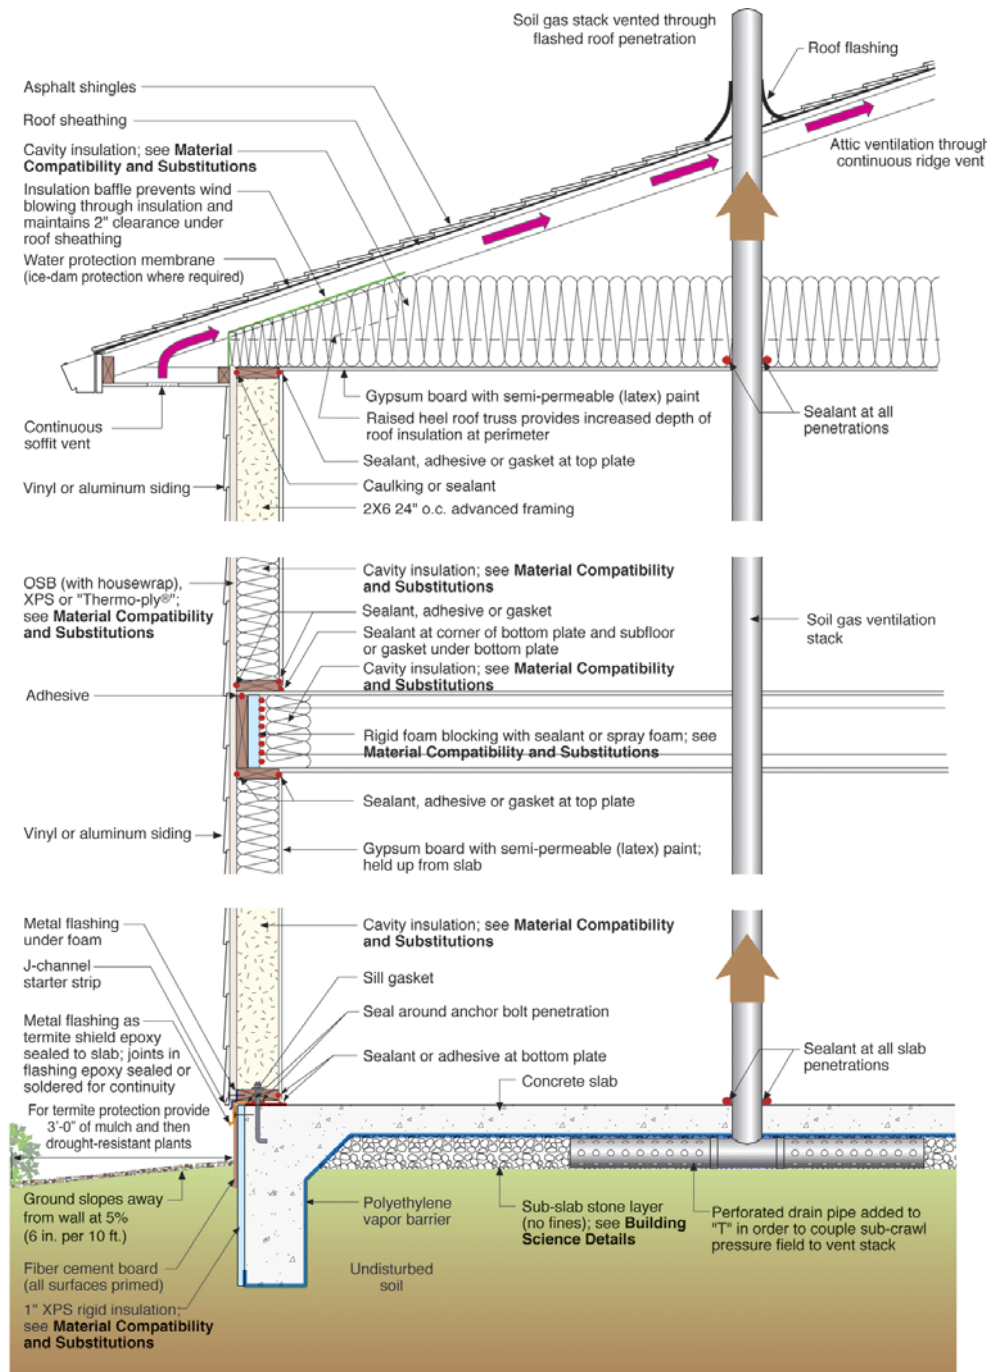 Soil gas stack vented through
flashed roof penetration
Roof flashing
Asphalt shingles
Roof sheathing
Cavity insulation; see Material
Compatibility and Substitutions
Insulation baffle prevents wind
blowing through insulation and
maintains 2" clearance under
roof sheathing
Water protection membrane
(ice-dam protection where required)
Attic ventilation through
continuous ridge vent
Continuous
soffit vent
Vinyl or aluminum siding
Gypsum board with semi-permeable (latex) paint
Raised heel roof truss provides increased depth of
roof insulation at perimeter
Sealant, adhesive or gasket at top plate
Caulking or sealant
2X6 24" o.c. advanced framing
Sealant at all
penetrations
OSB (with housewrap),
XPS or "Thermo-ply®";
see Material Compatibility
and Substitutions
Adhesive
Vinyl or aluminum siding
Cavity insulation; see Material Compatibility
and Substitutions
Sealant, adhesive or gasket
Sealant at corner of bottom plate and subfloor
or gasket under bottom plate
Cavity insulation; see Material Compatibility
and Substitutions
Rigid foam blocking with sealant or spray foam; see
Material Compatibility and Substitutions
Sealant, adhesive or gasket at top plate
Gypsum board with semi-permeable (latex) paint;
held up from slab
Soil gas ventilation
stack
Metal flashing
under foam
J-channel
starter strip
Metal flashing as
termite shield epoxy
sealed to slab; joints in
flashing epoxy sealed or
soldered for continuity
For termite protection provide
3'-0" of mulch and then
drought-resistant plants
Ground slopes away
from wall at 5%
(6 in. per 10 ft.)
Fiber cement board
(all surfaces primed)
1" XPS rigid insulation;
see Material Compatibility
and Substitutions
Cavity insulation; see Material Compatibility
and Substitutions
Sill gasket
Seal around anchor bolt penetration
Sealant or adhesive at bottom plate
Concrete slab
Sealant at all slab
penetrations
Polyethylene
vapor barrier
Undisturbed
soil
Sub-slab stone layer
(no fines); see Building
Science Details
Perforated drain pipe added to
"T" in order to couple sub-crawl
pressure field to vent stack